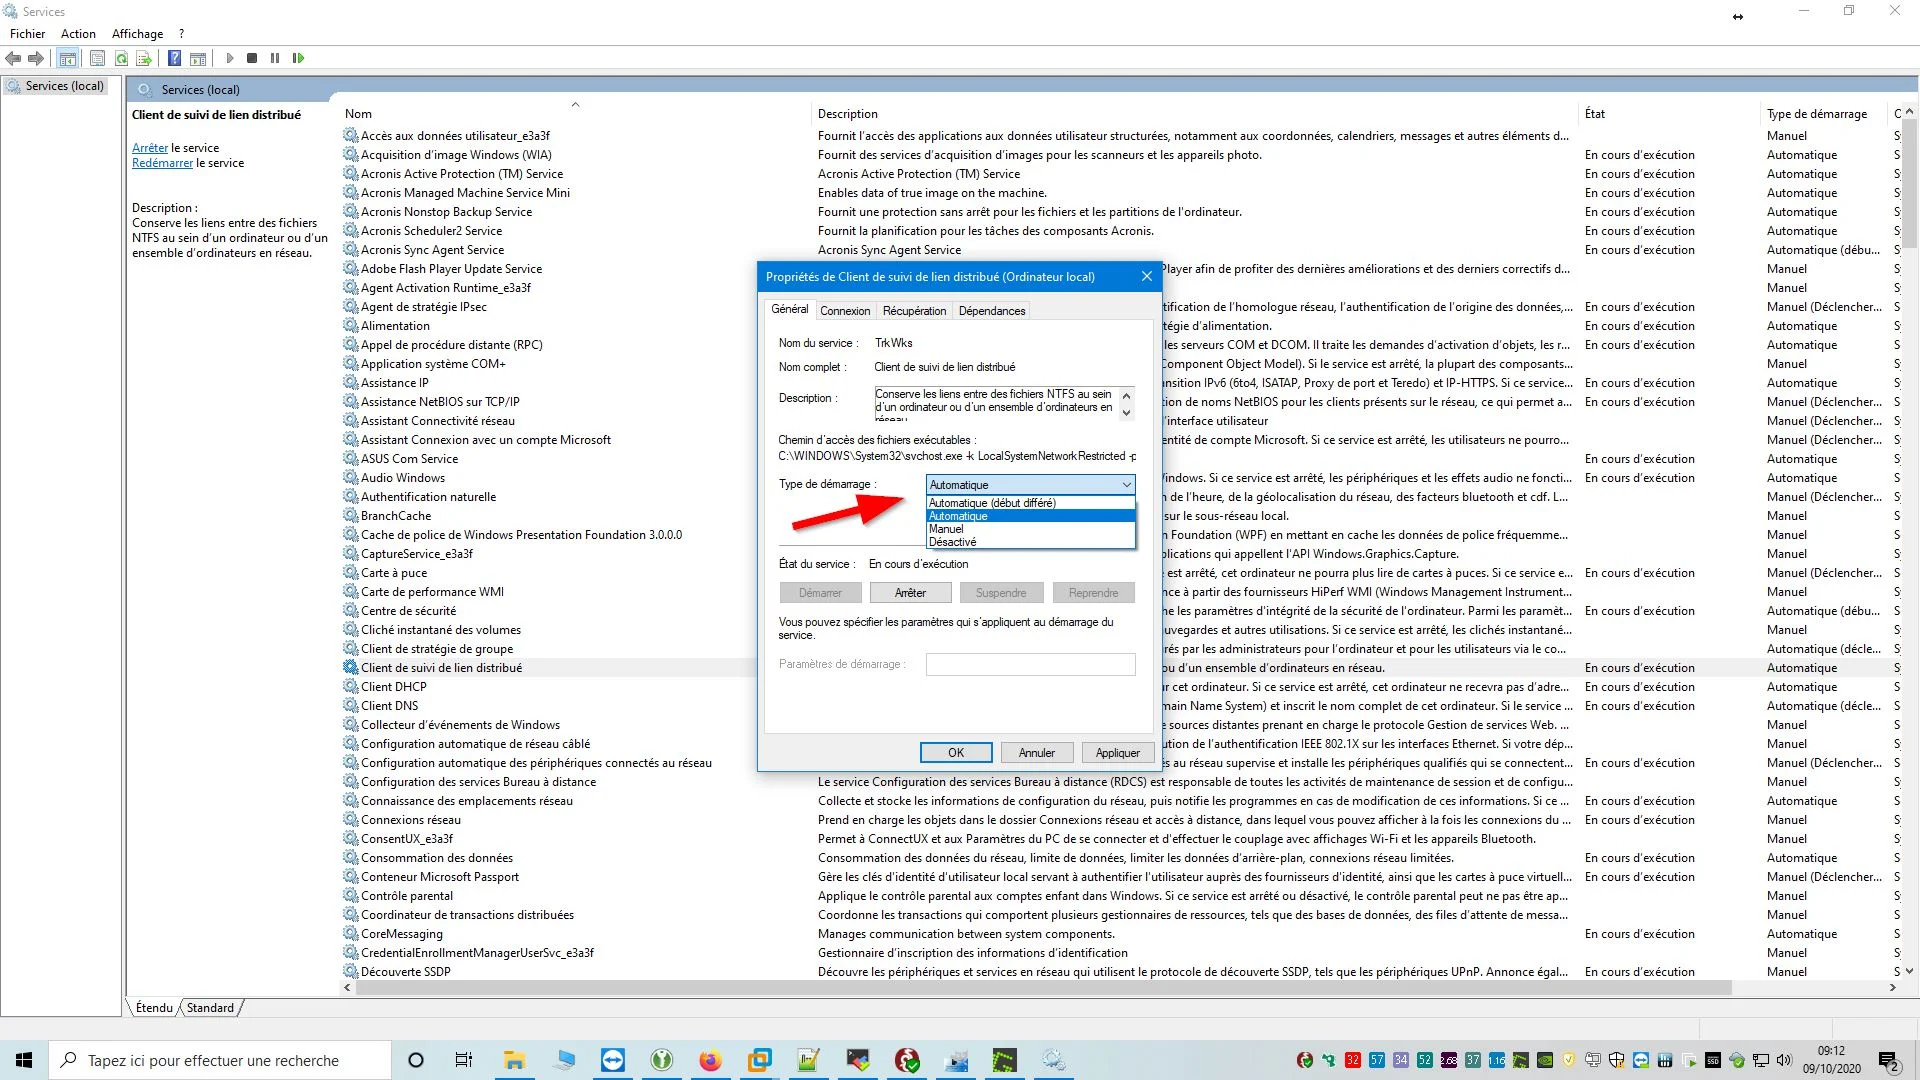 Services
Fichier Action Affichage ?
Services (local)
Services (local)
Client de suivi de lien distribué
Arrêter le service
Redémarrer le service
Description :
Conserve les liens entre des fichiers
NTFS au sein d'un ordinateur ou d'un
ensemble d'ordinateurs en réseau.
Nom Description État Type de démarrage
Accès aux données utilisateur_e3a3f Fournit l'accès des applications aux données utilisateur structurées, notamment aux coordonnées, calendriers, messages et autres éléments d... Manuel
Acquisition d'image Windows (WIA) Fournit des services d'acquisition d'images pour les scanneurs et les appareils photo. En cours d'exécution Automatique
Acronis Active Protection (TM) Service Acronis Active Protection (TM) Service En cours d'exécution Automatique
Acronis Managed Machine Service Mini Enables data of true image on the machine. En cours d'exécution Automatique
Acronis Nonstop Backup Service Fournit une protection sans arrêt pour les fichiers et les partitions de l'ordinateur. En cours d'exécution Automatique
Acronis Scheduler2 Service Fournit la planification pour les tâches des composants Acronis. En cours d'exécution Automatique
Acronis Sync Agent Service Acronis Sync Agent Service En cours d'exécution Automatique (débu...
Adobe Flash Player Update Service Player afin de profiter des dernières améliorations et des derniers correctifs d... Manuel
Agent Activation Runtime_e3a3f Manuel
Agent de stratégie IPsec tification de l'homologue réseau, l'authentification de l'origine des données,... En cours d'exécution Manuel (Déclencher...
Alimentation tégie d'alimentation. En cours d'exécution Automatique
Appel de procédure distante (RPC) les serveurs COM et DCOM. Il traite les demandes d'activation d'objets, les r... En cours d'exécution Automatique
Application système COM+ Component Object Model). Si le service est arrêté, la plupart des composants... Manuel
Assistance IP nsition IPv6 (6to4, ISATAP, Proxy de port et Teredo) et IP-HTTPS. Si ce service... En cours d'exécution Automatique
Assistance NetBIOS sur TCP/IP ion de noms NetBIOS pour les clients présents sur le réseau, ce qui permet a... En cours d'exécution Manuel (Déclencher...
Assistant Connectivité réseau l'interface utilisateur Manuel (Déclencher...
Assistant Connexion avec un compte Microsoft entité de compte Microsoft. Si ce service est arrêté, les utilisateurs ne pourro... En cours d'exécution Manuel (Déclencher...
ASUS Com Service En cours d'exécution Automatique
Audio Windows indows. Si ce service est arrêté, les périphériques et les effets audio ne foncti... En cours d'exécution Automatique
Authentification naturelle de l'heure, de la géolocalisation du réseau, des facteurs bluetooth et cdf. L... Manuel (Déclencher...
BranchCache sur le sous-réseau local. Manuel
Cache de police de Windows Presentation Foundation 3.0.0.0 Foundation (WPF) en mettant en cache les données de police fréquemme... Manuel
CaptureService_e3a3f plications qui appellent l'API Windows.Graphics.Capture. Manuel
Carte à puce est arrêté, cet ordinateur ne pourra plus lire de cartes à puces. Si ce service e... En cours d'exécution Manuel (Déclencher...
Carte de performance WMI nce à partir des fournisseurs HiPerf WMI (Windows Management Instrument... Manuel
Centre de sécurité he les paramètres d'intégrité de la sécurité de l'ordinateur. Parmi les paramèt... En cours d'exécution Automatique (débu...
Cliché instantané des volumes uvegardes et autres utilisations. Si ce service est arrêté, les clichés instantané... Manuel
Client de stratégie de groupe rés par les administrateurs pour l'ordinateur et pour les utilisateurs via le co... Automatique (décle...
Client de suivi de lien distribué ou d'un ensemble d'ordinateurs en réseau. En cours d'exécution Automatique
Client DHCP r cet ordinateur. Si ce service est arrêté, cet ordinateur ne recevra pas d'adre... En cours d'exécution Automatique
Client DNS main Name System) et inscrit le nom complet de cet ordinateur. Si le service ... En cours d'exécution Automatique (décle...
Collecteur d'événements de Windows e sources distantes prenant en charge le protocole Gestion de services Web. ... Manuel
Configuration automatique de réseau câblé ution de l'authentification IEEE 802.1X sur les interfaces Ethernet. Si votre dép... Manuel
Configuration automatique des périphériques connectés au réseau s au réseau supervise et installe les périphériques qualifiés qui se connectent... En cours d'exécution Manuel (Déclencher...
Configuration des services Bureau à distance Le service Configuration des services Bureau à distance (RDCS) est responsable de toutes les activités de maintenance de session et de configu... Manuel
Connaissance des emplacements réseau Collecte et stocke les informations de configuration du réseau, puis notifie les programmes en cas de modification de ces informations. Si ce ... En cours d'exécution Automatique
Connexions réseau Prend en charge les objets dans le dossier Connexions réseau et accès à distance, dans lequel vous pouvez afficher à la fois les connexions du ... En cours d'exécution Manuel
ConsentUX_e3a3f Permet à ConnectUX et aux Paramètres du PC de se connecter et d'effectuer le couplage avec affichages Wi-Fi et les appareils Bluetooth. Manuel
Consommation des données Consommation des données du réseau, limite de données, limiter les données d'arrière-plan, connexions réseau limitées. En cours d'exécution Automatique
Conteneur Microsoft Passport Gère les clés d'identité d'utilisateur local servant à authentifier l'utilisateur auprès des fournisseurs d'identité, ainsi que les cartes à puce virtuell... En cours d'exécution Manuel (Déclencher...
Contrôle parental Applique le contrôle parental aux comptes enfant dans Windows. Si ce service est arrêté ou désactivé, le contrôle parental peut ne pas être ap... Manuel
Coordinateur de transactions distribuées Coordonne les transactions qui comportent plusieurs gestionnaires de ressources, tels que des bases de données, des files d'attente de messa... Manuel
CoreMessaging Manages communication between system components. En cours d'exécution Automatique
CredentialEnrollmentManagerUserSvc_e3a3f Gestionnaire d'inscription des informations d'identification Manuel
Découverte SSDP Découvre les périphériques et services en réseau qui utilisent le protocole de découverte SSDP, tels que les périphériques UPnP. Annonce égal... En cours d'exécution Manuel
Propriétés de Client de suivi de lien distribué (Ordinateur local)
Général Connexion Récupération Dépendances
Nom du service : TrkWks
Nom complet : Client de suivi de lien distribué
Description : Conserve les liens entre des fichiers NTFS au sein
d'un ordinateur ou d'un ensemble d'ordinateurs en
réseau
Chemin d'accès des fichiers exécutables :
C:\WINDOWS\System32\svchost.exe -k LocalSystemNetworkRestricted -p
Type de démarrage : Automatique
Automatique (début différé)
Automatique
Manuel
Désactivé
État du service : En cours d'exécution
Démarrer Arrêter Suspendre Reprendre
Vous pouvez spécifier les paramètres qui s'appliquent au démarrage du
service.
Paramètres de démarrage :
OK Annuler Appliquer
Étendu Standard
Tapez ici pour effectuer une recherche
32 57 34 52 2.68 37 1.16 SSD
09:12
09/10/2020
2